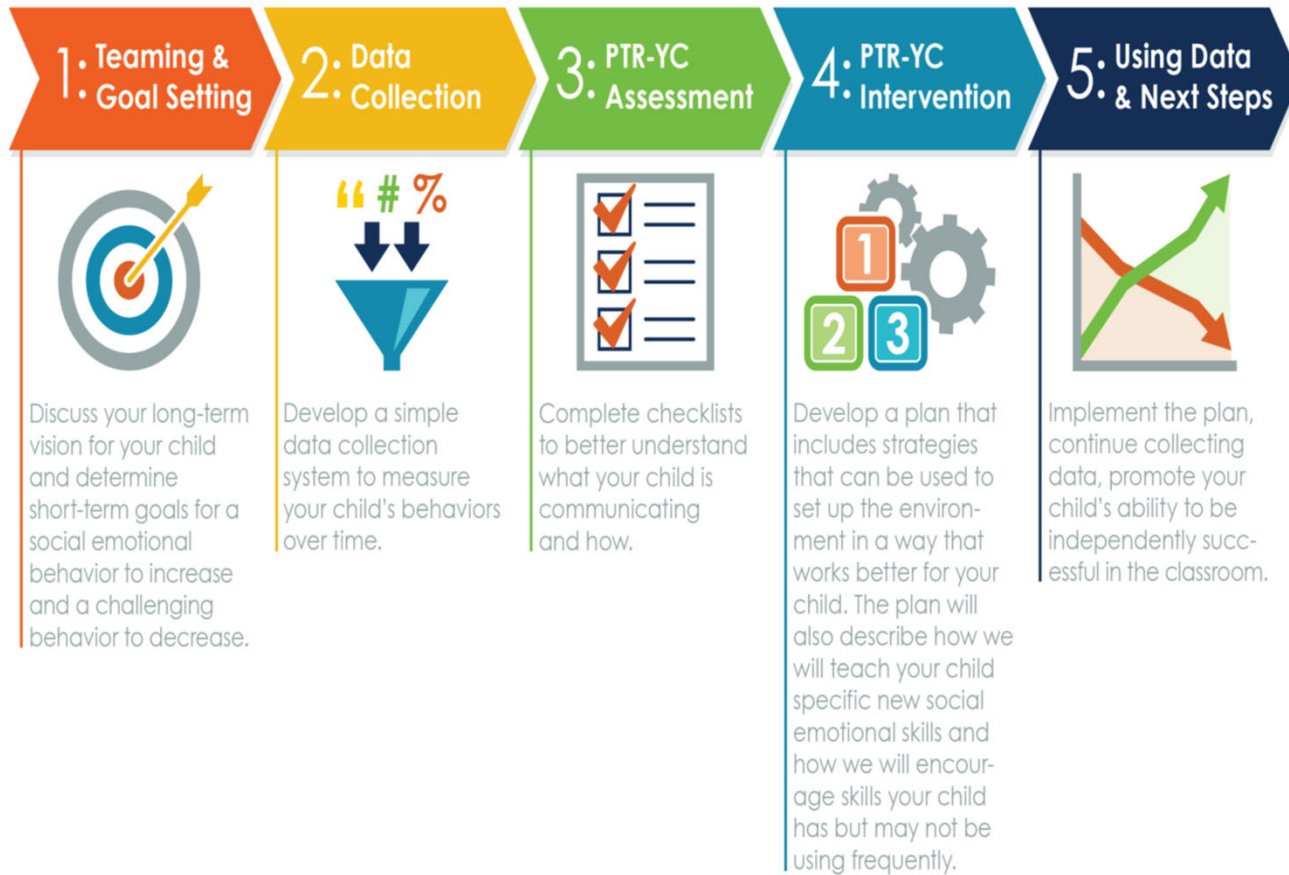 1: Teaming &
Goal Setting
2: Data
Collection
3: PTR-YC
Assessment
4: PTR-YC
Intervention
5: Using Data
& Next Steps
“ # %
1
2 3
Discuss your long-term
vision for your child
and determine
short-term goals for a
social emotional
behavior to increase
and a challenging
behavior to decrease.
Develop a simple
data collection
system to measure
your child's behaviors
over time.
Complete checklists
to better understand
what your child is
communicating
and how.
Develop a plan that
includes strategies
that can be used to
set up the environ-
ment in a way that
works better for your
child. The plan will
also describe how we
will teach your child
specific new social
emotional skills and
how we will encour-
age skills your child
has but may not be
using frequently.
Implement the plan,
continue collecting
data, promote your
child's ability to be
independently succ-
essful in the classroom.